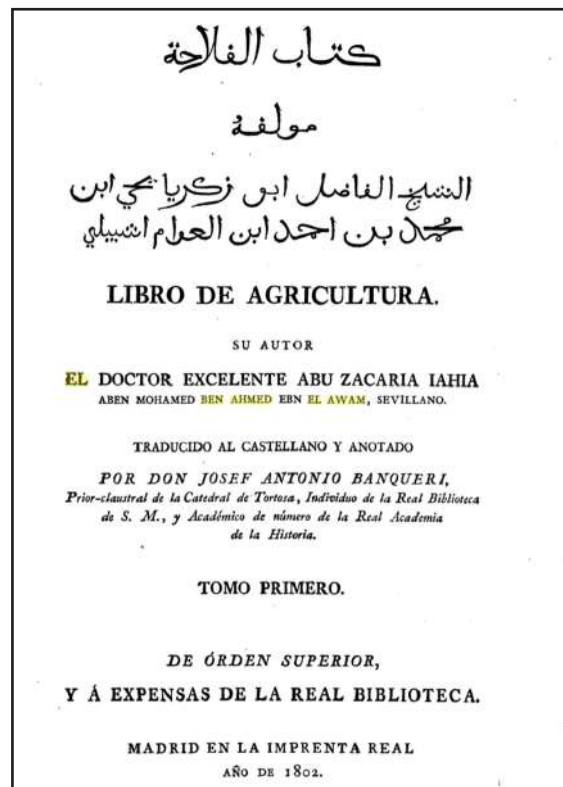 كتاب الفلاحة
مولفه
الشيخ الفاضل ابو زكريا يحيى ابن
محمد بن احمد ابن العوام اشبيلي
LIBRO DE AGRICULTURA.
SU AUTOR
EL DOCTOR EXCELENTE ABU ZACARIA IAHIA
ABEN MOHAMED BEN AHMED EBN EL AWAM, SEVILLANO.
TRADUCIDO AL CASTELLANO Y ANOTADO
POR DON JOSEF ANTONIO BANQUERI,
Prior-claustral de la Catedral de Tortosa, Individuo de la Real Biblioteca
de S. M., y Académico de número de la Real Academia
de la Historia.
TOMO PRIMERO.
DE ÓRDEN SUPERIOR,
Y Á EXPENSAS DE LA REAL BIBLIOTECA.
MADRID EN LA IMPRENTA REAL
AÑO DE 1802.